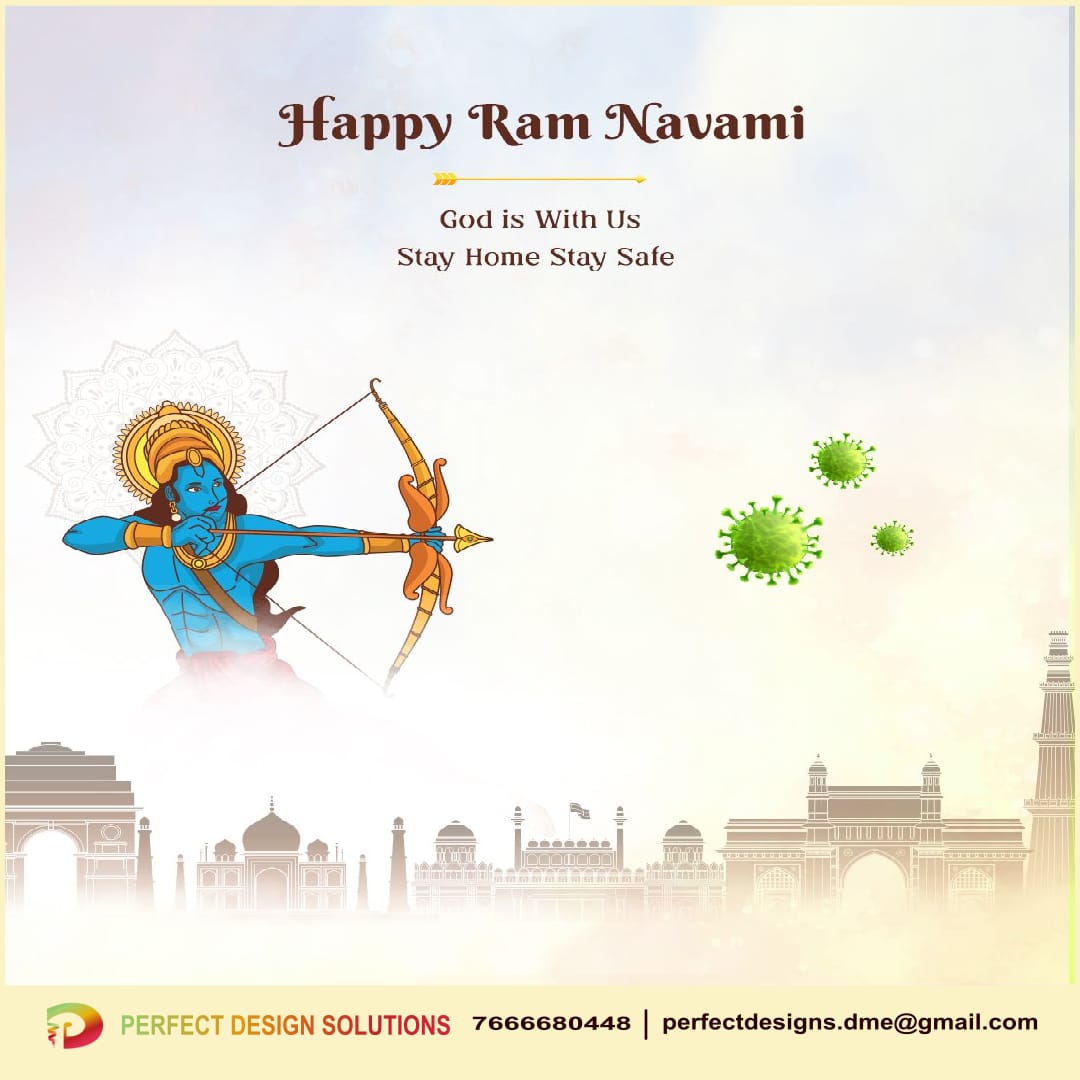 Happy Ram Navami
God is With Us
Stay Home Stay Safe
PERFECT DESIGN SOLUTIONS 7666680448 | perfectdesigns.dme@gmail.com